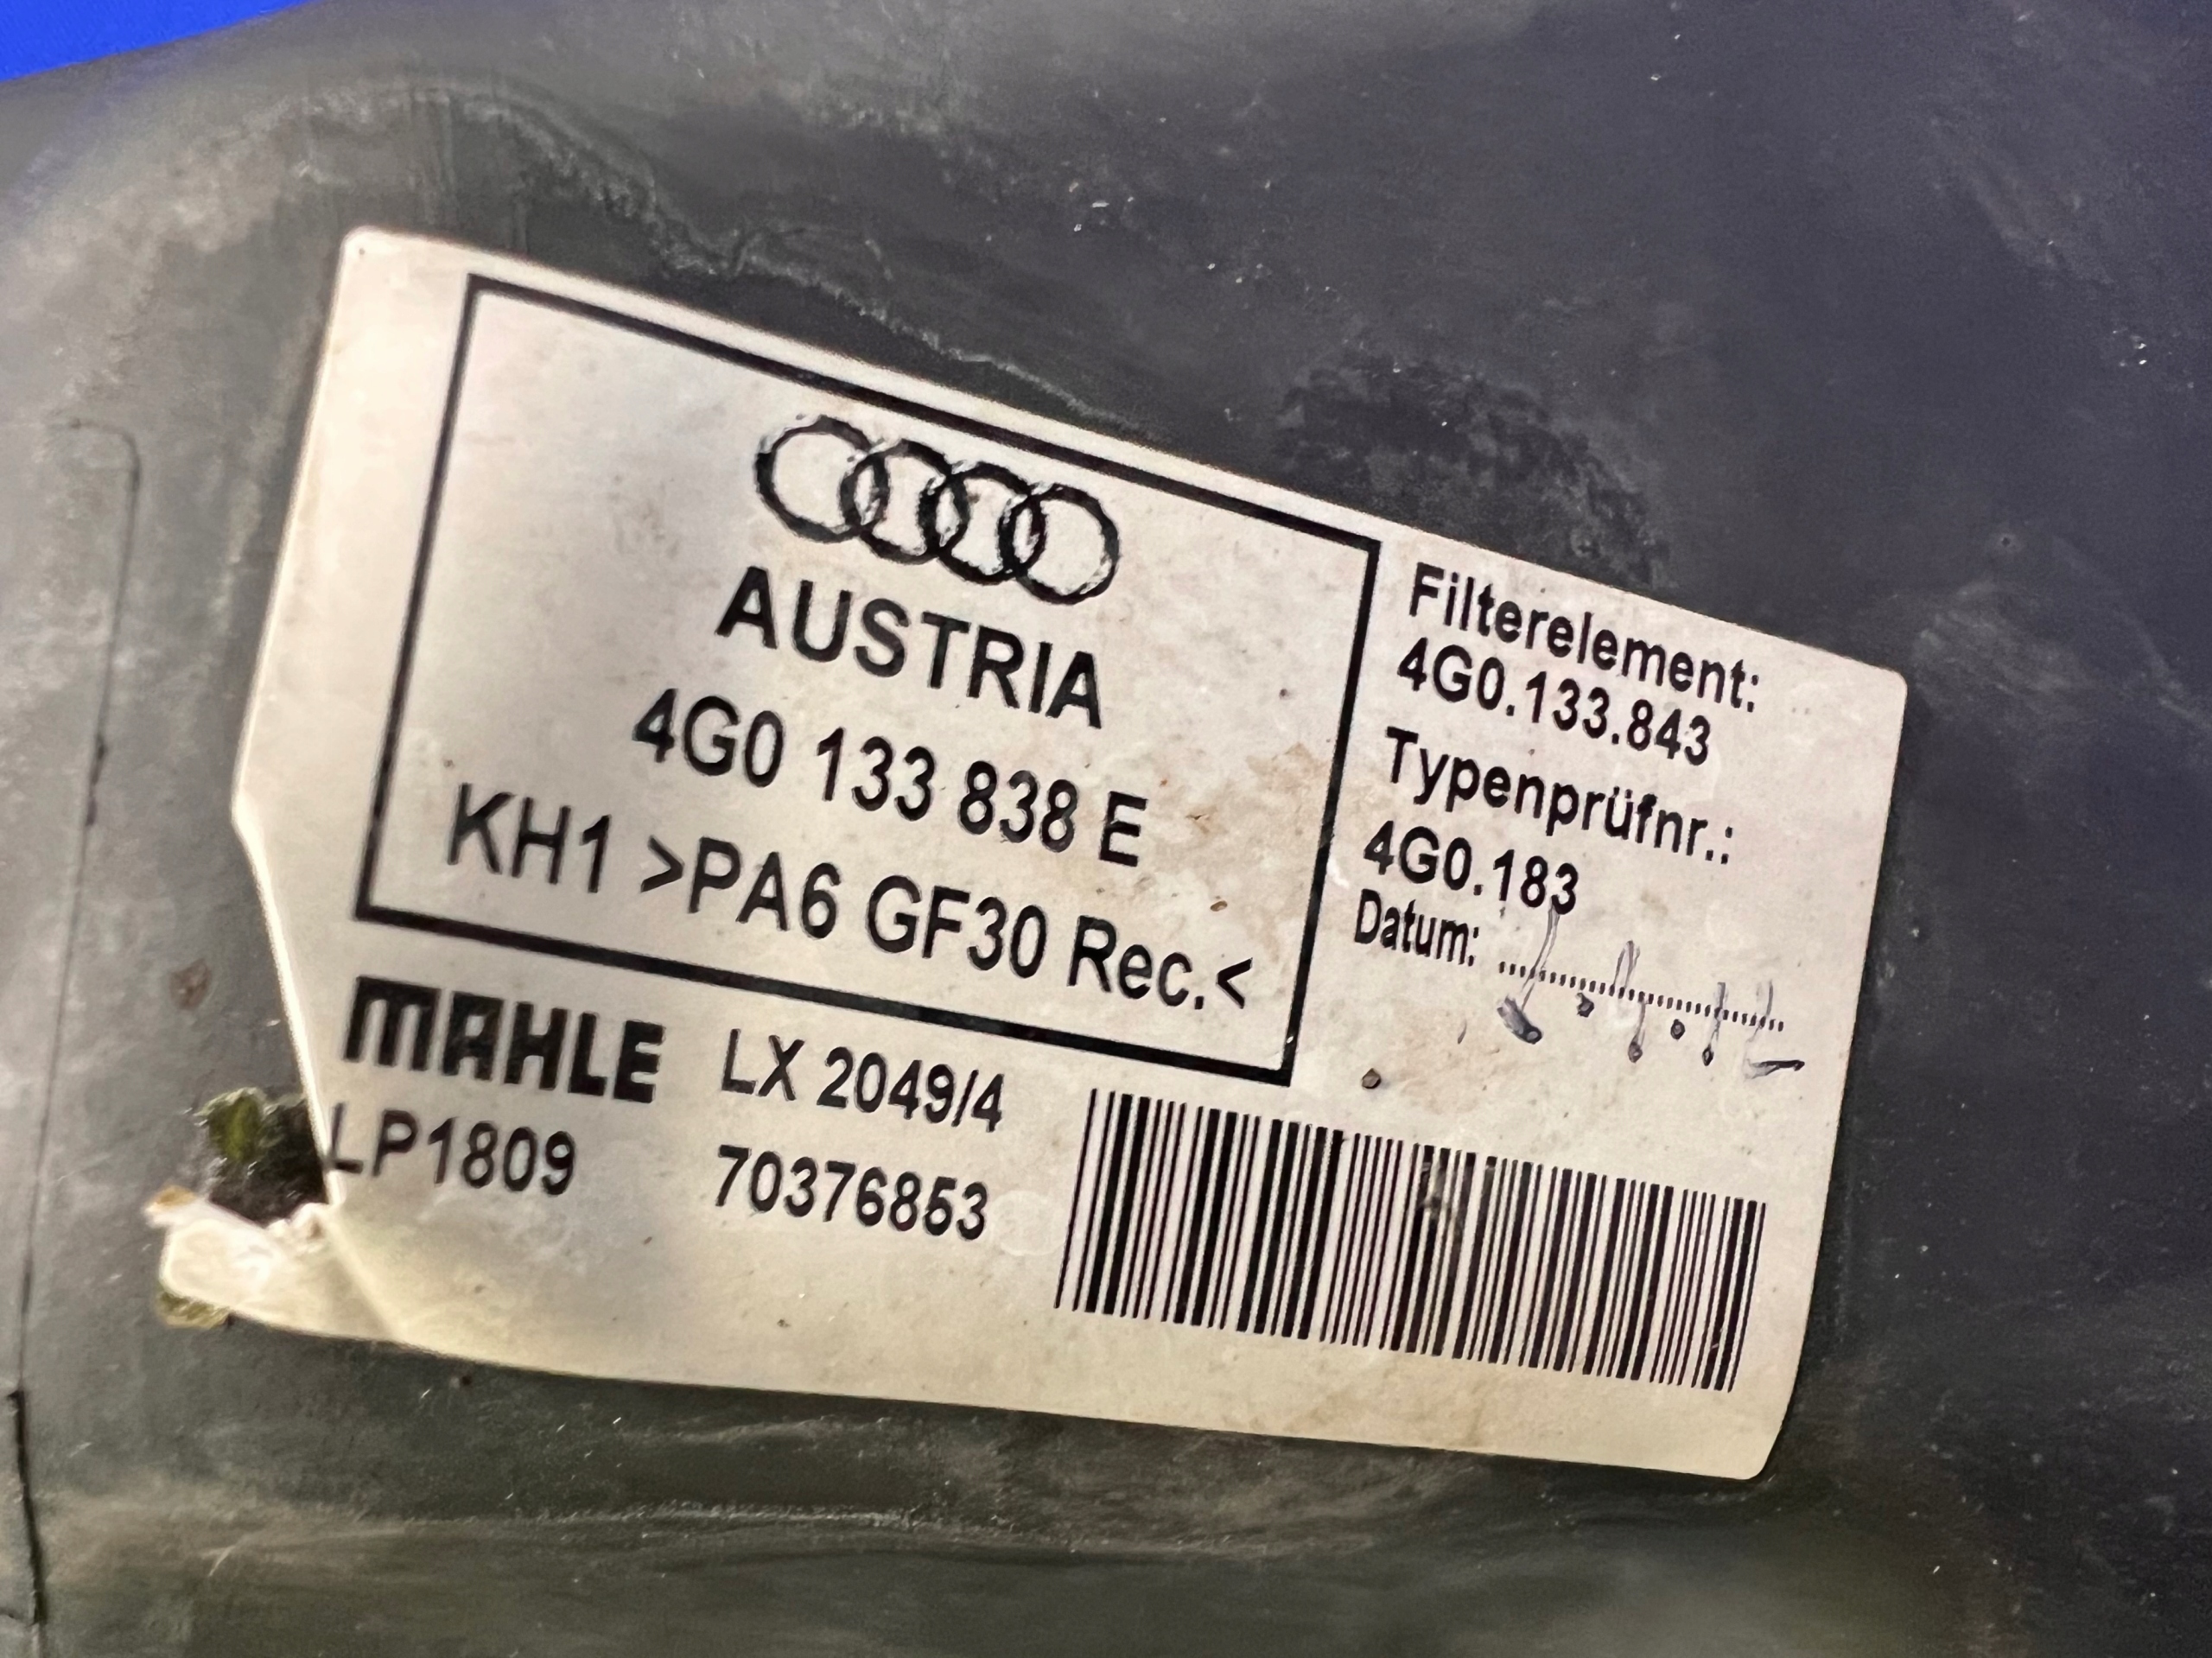 AUSTRIA
4G0 133 838 E
KH1 >PA6 GF30 Rec.<
Filterelement:
4G0.133.843
Typenprüfnr.:
4G0.183
Datum:
MAHLE LX 2049/4
LP1809 70376853